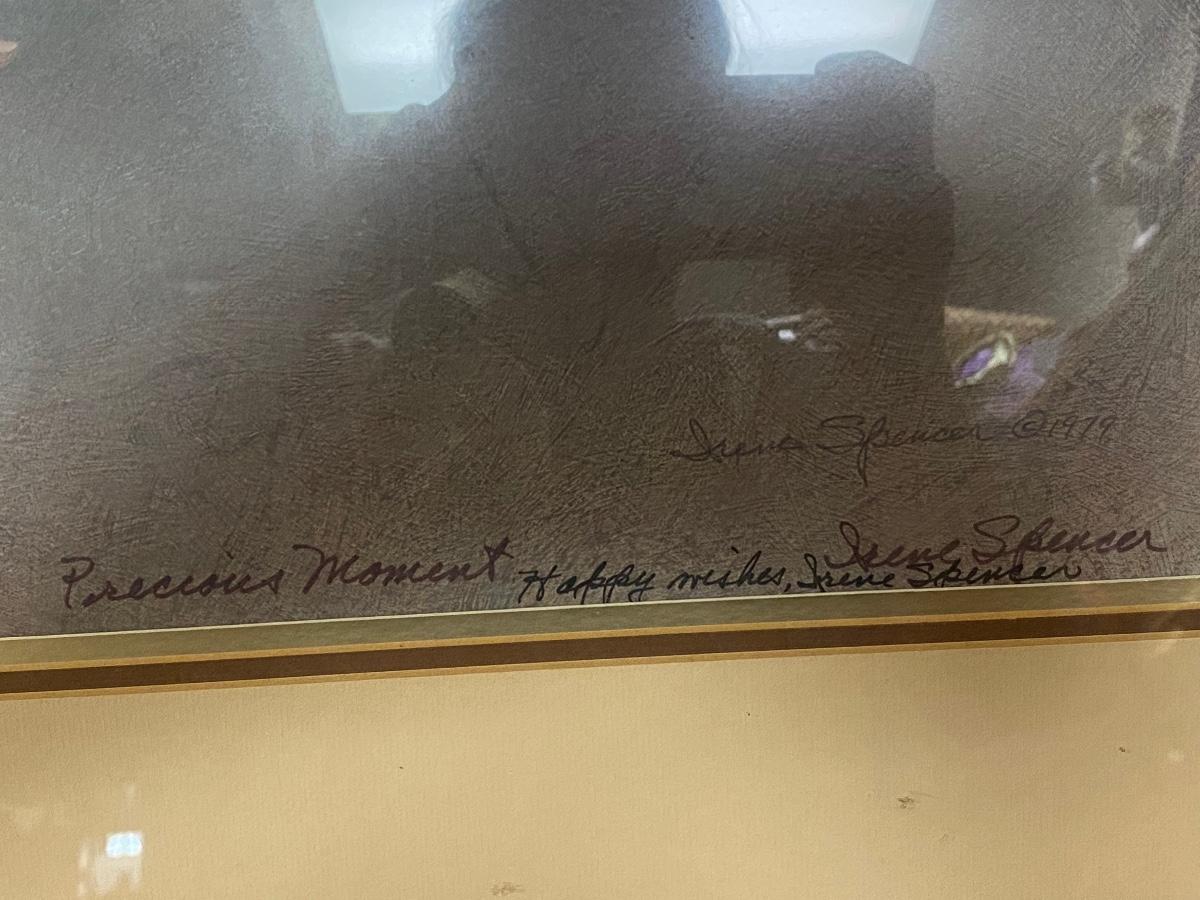 Irene Spencer ©1979
Irene Spencer
Precious Moment Happy wishes, Irene Spencer